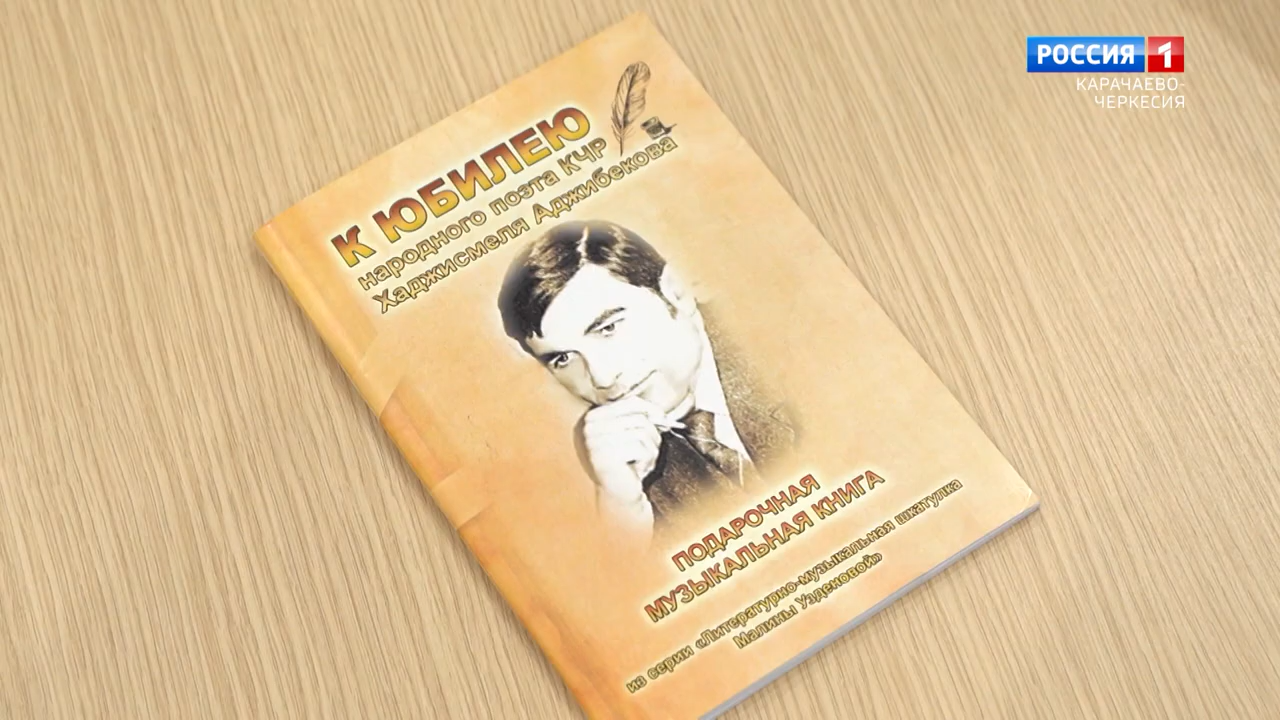 РОССИЯ 1
КАРАЧАЕВО-
ЧЕРКЕСИЯ
К ЮБИЛЕЮ
народного поэта КЧР
Хаджисмеля Аджибекова
ПОДАРОЧНАЯ
МУЗЫКАЛЬНАЯ КНИГА
из серии «Литературно-музыкальная шкатулка
Малины Узденовой»